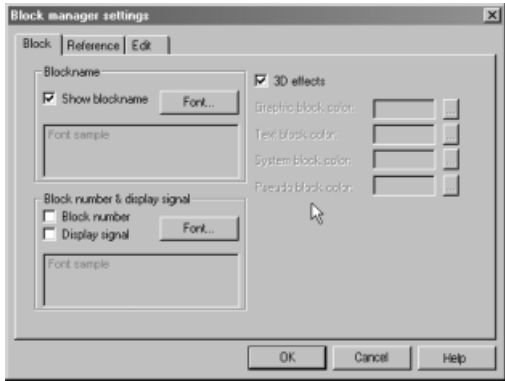 Block manager settings
Block Reference Edit
Blockname
Show blockname Font...
Font sample
Block number & display signal
Block number
Display signal Font...
Font sample
3D effects
Graphic block color:
Text block color:
System block color:
Pseudo block color:
...
...
...
...
OK Cancel Help